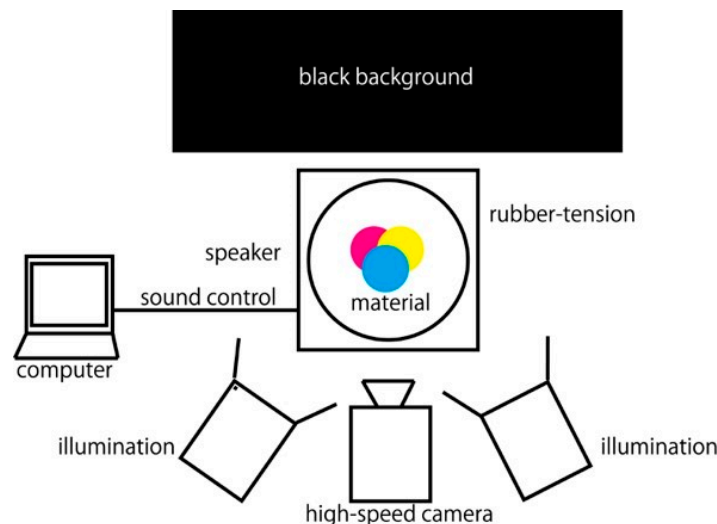 black background
rubber-tension
speaker
sound control
material
computer
illumination
illumination
high-speed camera